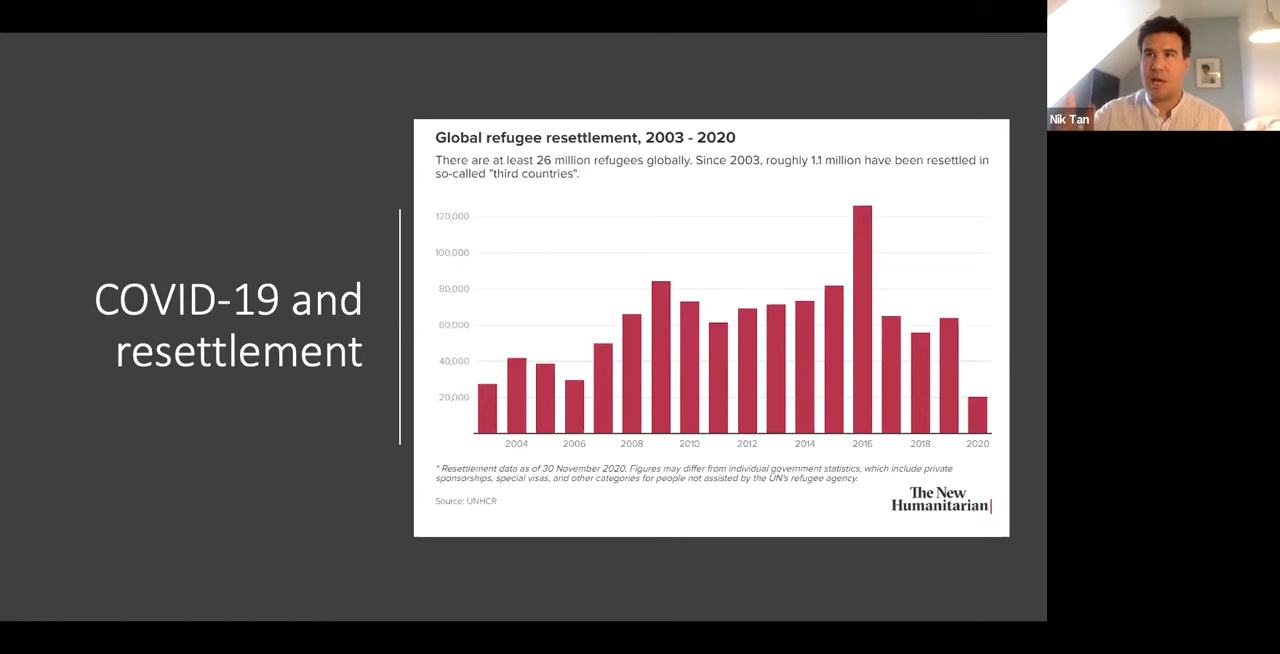 COVID-19 and
resettlement
Global refugee resettlement, 2003 - 2020
There are at least 26 million refugees globally. Since 2003, roughly 1.1 million have been resettled in
so-called "third countries".
120,000
100,000
80,000
60,000
40,000
20,000
2004 2006 2008 2010 2012 2014 2016 2018 2020
* Resettlement data as of 30 November 2020. Figures may differ from individual government statistics, which include private
sponsorships, special visas, and other categories for people not assisted by the UN's refugee agency.
Source: UNHCR
The New
Humanitarian
Nik Tan